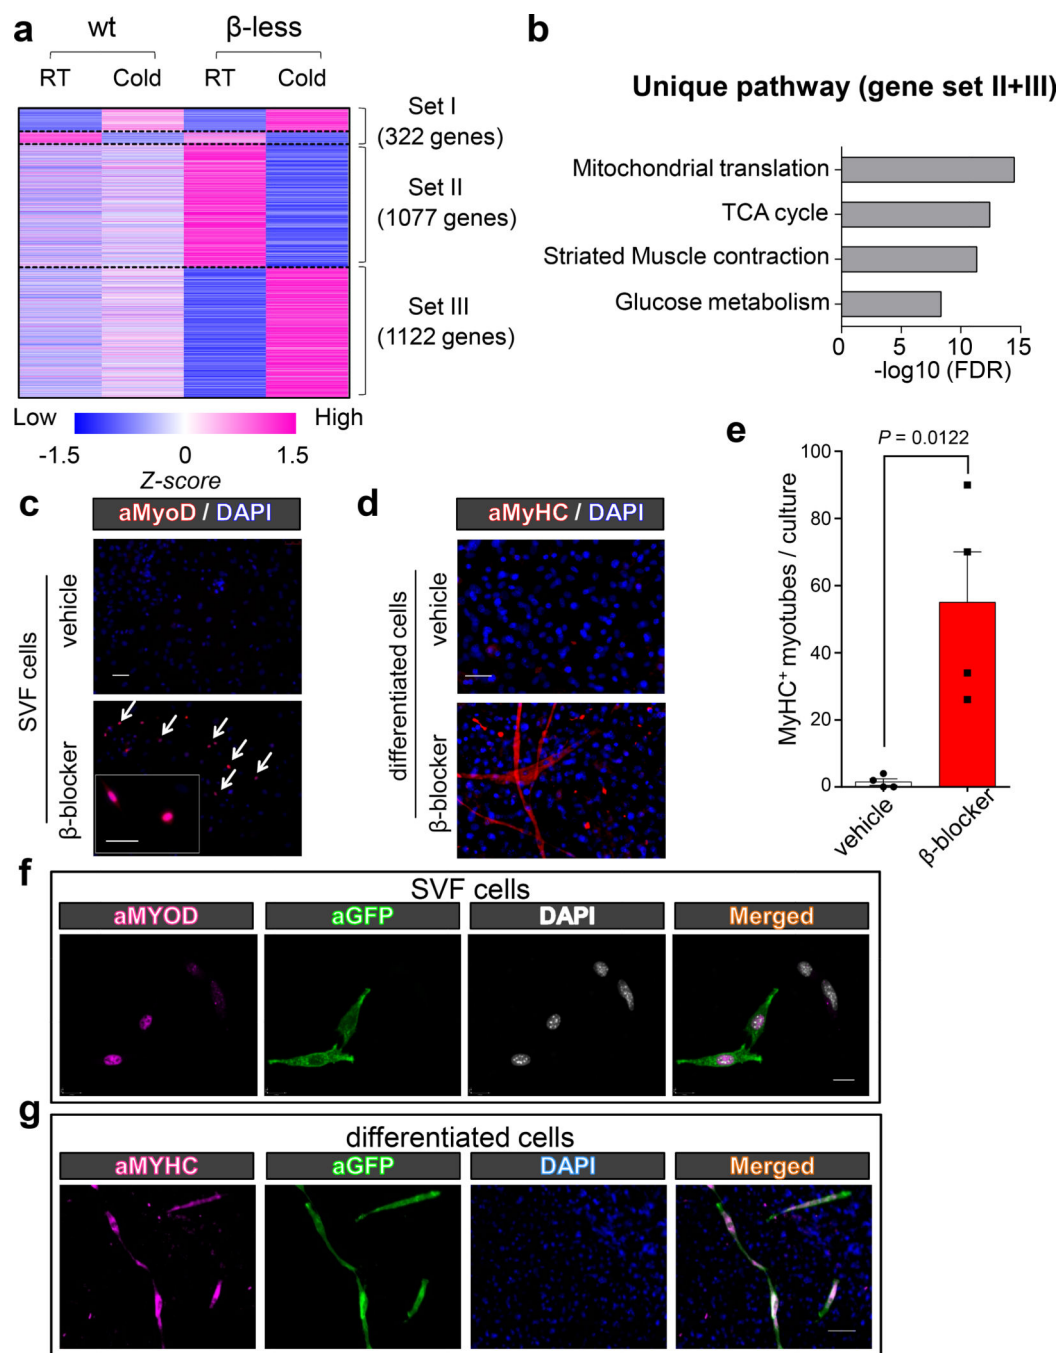 a
wt
β-less
RT
Cold
RT
Cold
Set I
(322 genes)
Set II
(1077 genes)
Set III
(1122 genes)
Low
High
-1.5
0
1.5
Z-score
b
Unique pathway (gene set II+III)
Mitochondrial translation
TCA cycle
Striated Muscle contraction
Glucose metabolism
0
5
10
15
-log10 (FDR)
c
aMyoD / DAPI
SVF cells
vehicle
β-blocker
d
aMyHC / DAPI
differentiated cells
vehicle
β-blocker
e
P = 0.0122
MyHC⁺ myotubes / culture
100
80
60
40
20
0
vehicle
β-blocker
f
SVF cells
aMYOD
aGFP
DAPI
Merged
g
differentiated cells
aMYHC
aGFP
DAPI
Merged